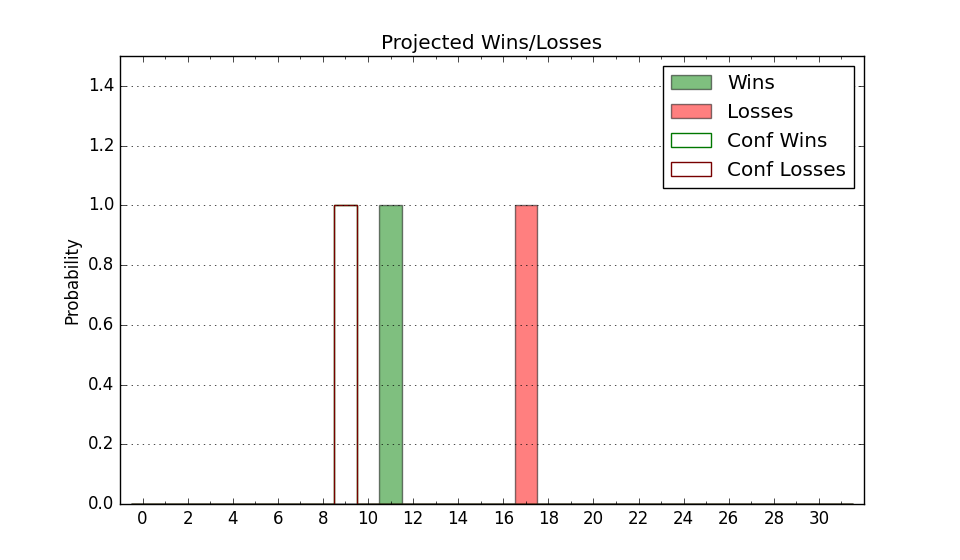 Projected Wins/Losses
Wins
Losses
Conf Wins
Conf Losses
Probability
1.4
1.2
1.0
0.8
0.6
0.4
0.2
0.0
0 2 4 6 8 10 12 14 16 18 20 22 24 26 28 30